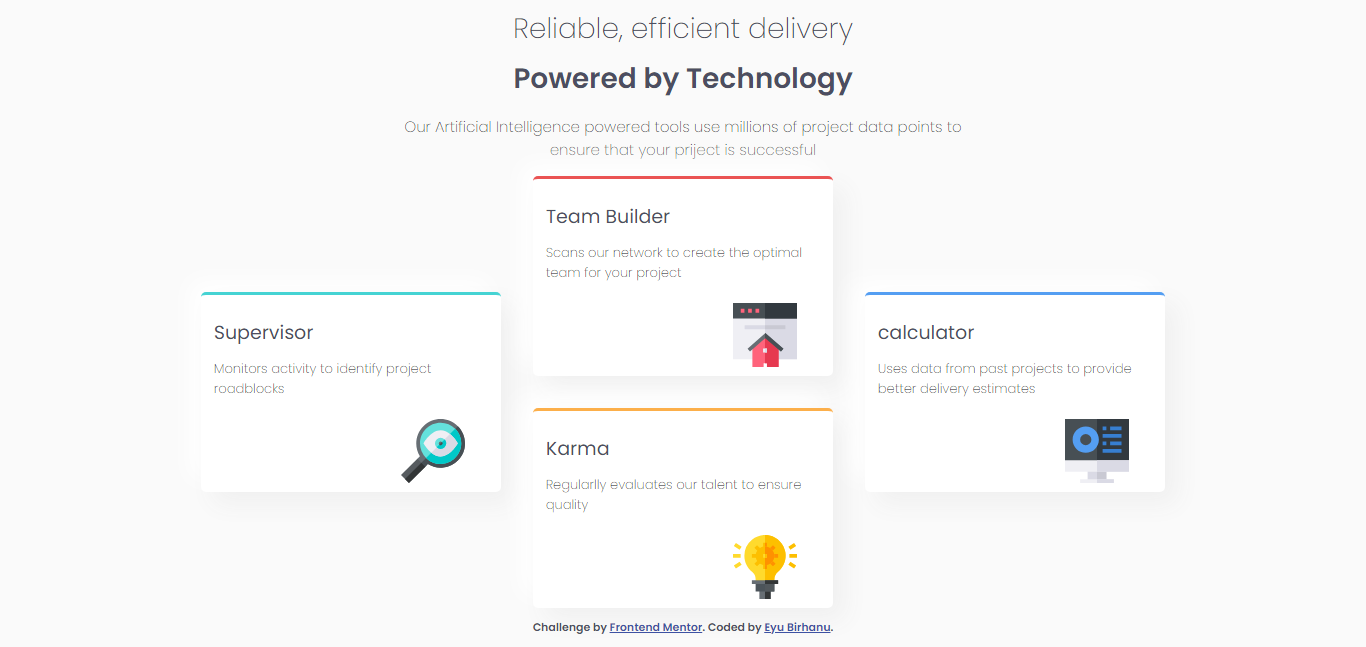 Reliable, efficient delivery
Powered by Technology
Our Artificial Intelligence powered tools use millions of project data points to
ensure that your priject is successful
Team Builder
Scans our network to create the optimal
team for your project
Supervisor
Monitors activity to identify project
roadblocks
calculator
Uses data from past projects to provide
better delivery estimates
Karma
Regularlly evaluates our talent to ensure
quality
Challenge by Frontend Mentor. Coded by Eyu Birhanu.